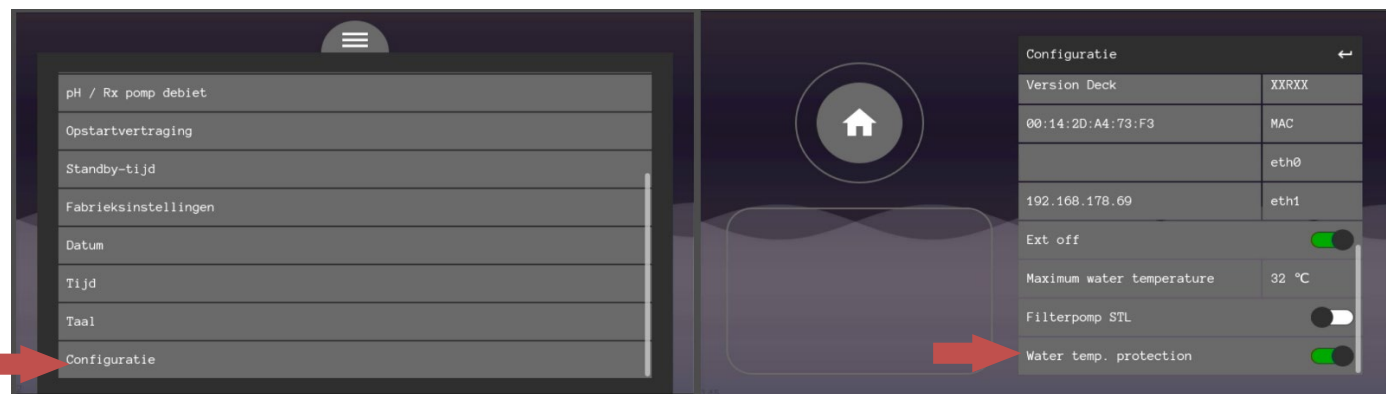 pH / Rx pomp debiet
Opstartvertraging
Standby-tijd
Fabrieksinstellingen
Datum
Tijd
Taal
Configuratie
Configuratie
Version Deck XXRXX
00:14:2D:A4:73:F3 MAC
eth0
192.168.178.69 eth1
Ext off
Maximum water temperature 32 °C
Filterpomp STL
Water temp. protection